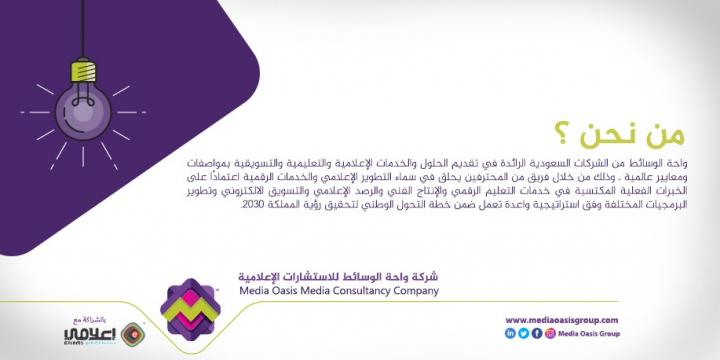 من نحن ؟
واحة الوسائط من الشركات السعودية الرائدة في تقديم الحلول والخدمات الإعلامية والتعليمية والتسويقية بمواصفات
ومعايير عالمية ، وذلك من خلال فريق من المحترفين يحلق في سماء التطوير الإعلامي والخدمات الرقمية اعتمادًا على
الخبرات الفعلية المكتسبة في خدمات التعليم الرقمي والإنتاج الفني والرصد الإعلامي والتسويق الالكتروني وتطوير
البرمجيات المختلفة وفق استراتيجية واعدة تعمل ضمن خطة التحول الوطني لتحقيق رؤية المملكة 2030.
شركة واحة الوسائط للاستشارات الإعلامية
Media Oasis Media Consultancy Company
www.mediaoasisgroup.com
Media Oasis Group
بالشراكة مع
إعلامي